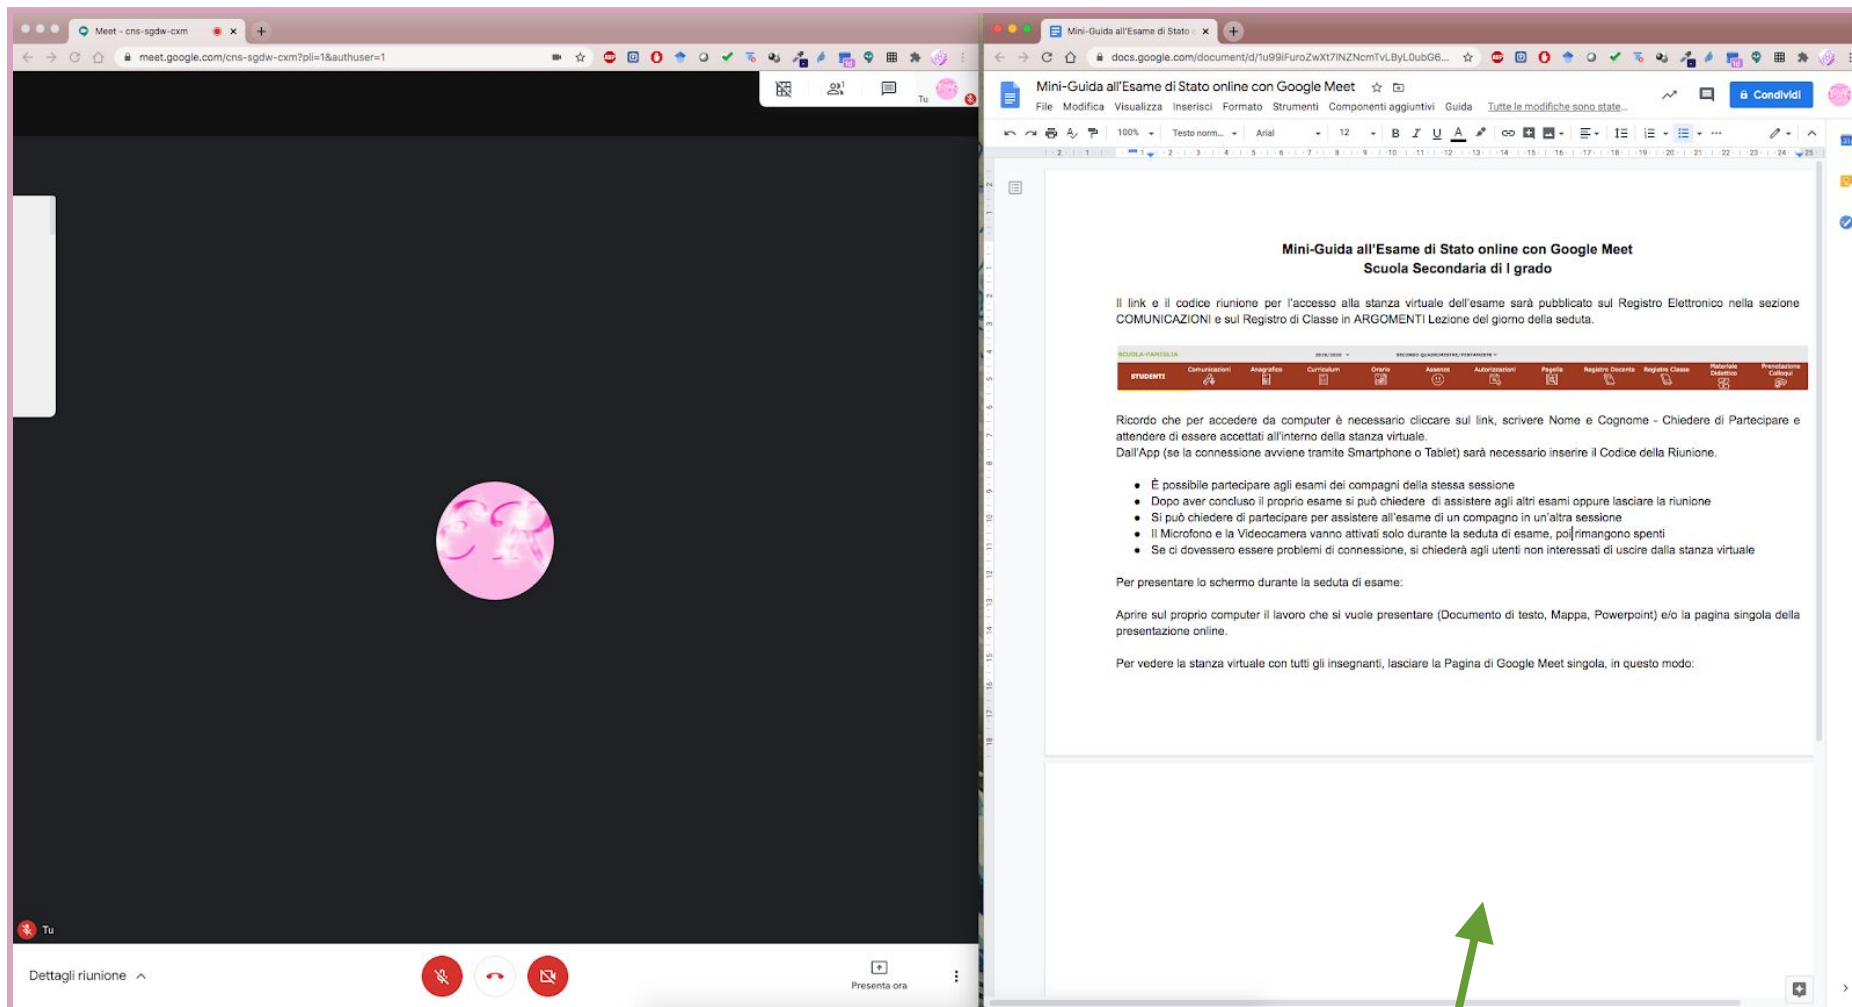 Meet - cns-sgdw-cxm
meet.google.com/cns-sgdw-cxm?pli=1&authuser=1
Tu
Tu
Dettagli riunione
Presenta ora
Mini-Guida all'Esame di Stato
docs.google.com/document/d/1u99iFuroZwXt7INZNcmTvLByL0ubG6...
Mini-Guida all'Esame di Stato online con Google Meet
File Modifica Visualizza Inserisci Formato Strumenti Componenti aggiuntivi Guida Tutte le modifiche sono state...
Condividi
100% Testo norm... Arial 12
Mini-Guida all'Esame di Stato online con Google Meet
Scuola Secondaria di I grado
Il link e il codice riunione per l'accesso alla stanza virtuale dell'esame sarà pubblicato sul Registro Elettronico nella sezione
COMUNICAZIONI e sul Registro di Classe in ARGOMENTI Lezione del giorno della seduta.
SCUOLA-FAMIGLIA 2019/2020 SECONDO QUADRIMESTRE/PENTAMESTRE
STUDENTI Comunicazioni Anagrafico Curriculum Orario Assenze Autorizzazioni Pagella Registro Docente Registro Classe Materiale Didattico Prenotazione Colloqui
Ricordo che per accedere da computer è necessario cliccare sul link, scrivere Nome e Cognome - Chiedere di Partecipare e
attendere di essere accettati all'interno della stanza virtuale.
Dall'App (se la connessione avviene tramite Smartphone o Tablet) sarà necessario inserire il Codice della Riunione.
● È possibile partecipare agli esami dei compagni della stessa sessione
● Dopo aver concluso il proprio esame si può chiedere di assistere agli altri esami oppure lasciare la riunione
● Si può chiedere di partecipare per assistere all'esame di un compagno in un'altra sessione
● Il Microfono e la Videocamera vanno attivati solo durante la seduta di esame, poi rimangono spenti
● Se ci dovessero essere problemi di connessione, si chiederà agli utenti non interessati di uscire dalla stanza virtuale
Per presentare lo schermo durante la seduta di esame:
Aprire sul proprio computer il lavoro che si vuole presentare (Documento di testo, Mappa, Powerpoint) e/o la pagina singola della
presentazione online.
Per vedere la stanza virtuale con tutti gli insegnanti, lasciare la Pagina di Google Meet singola, in questo modo: